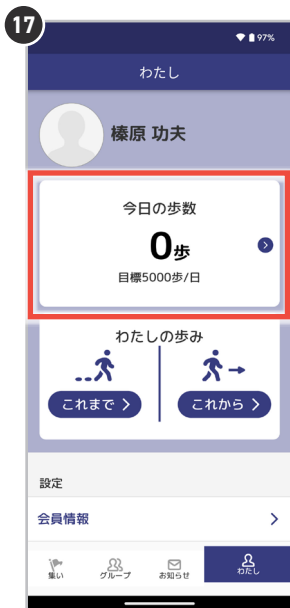 17
97%
わたし
榛原 功夫
今日の歩数
0歩
目標5000歩/日
わたしの歩み
これまで
これから
設定
会員情報
集い
グループ
お知らせ
わたし